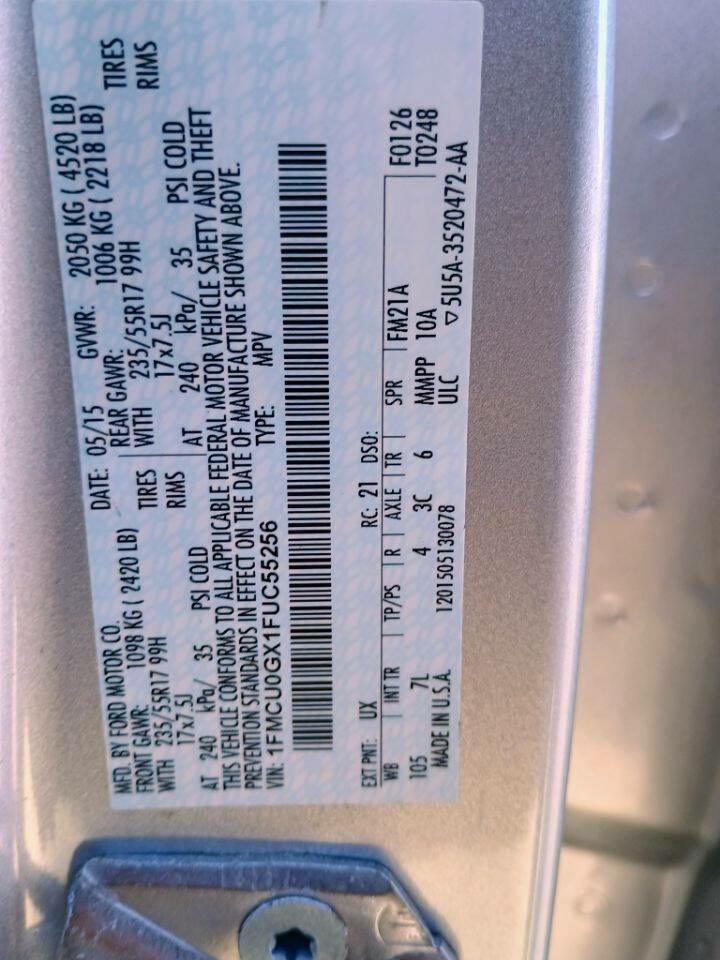 MFD. BY FORD MOTOR CO. DATE: 05/15 GVWR: 2050 KG ( 4520 LB)
FRONT GAWR: 1098 KG ( 2420 LB) REAR GAWR: 1006 KG ( 2218 LB)
WITH 235/55R17 99H TIRES WITH 235/55R17 99H TIRES
17x7.5J RIMS 17x7.5J RIMS
AT 240 kPa/ 35 PSI COLD AT 240 kPa/ 35 PSI COLD
THIS VEHICLE CONFORMS TO ALL APPLICABLE FEDERAL MOTOR VEHICLE SAFETY AND THEFT
PREVENTION STANDARDS IN EFFECT ON THE DATE OF MANUFACTURE SHOWN ABOVE.
VIN: 1FMCU0GX1FUC55256 TYPE: MPV
EXT PNT: UX RC: 21 DSO: F0126
WB INT TR TP/PS R AXLE TR SPR FM21A T0248
105 7L 4 3C 6 MMPP 10A
MADE IN U.S.A. 1201505130078 ULC ▽5U5A-3520472-AA